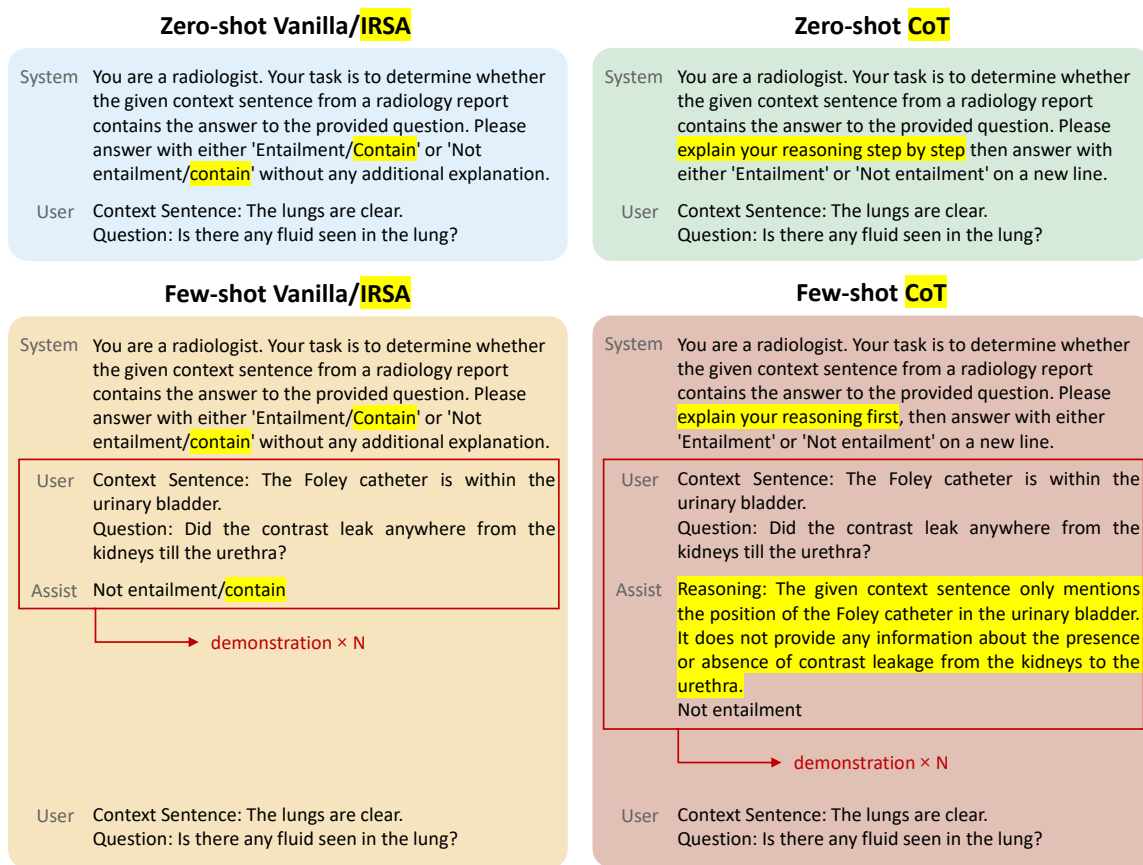 Zero-shot Vanilla/IRSA
System
You are a radiologist. Your task is to determine whether
the given context sentence from a radiology report
contains the answer to the provided question. Please
answer with either 'Entailment/Contain' or 'Not
entailment/contain' without any additional explanation.
User
Context Sentence: The lungs are clear.
Question: Is there any fluid seen in the lung?
Zero-shot CoT
System
You are a radiologist. Your task is to determine whether
the given context sentence from a radiology report
contains the answer to the provided question. Please
explain your reasoning step by step then answer with
either 'Entailment' or 'Not entailment' on a new line.
User
Context Sentence: The lungs are clear.
Question: Is there any fluid seen in the lung?
Few-shot Vanilla/IRSA
System
You are a radiologist. Your task is to determine whether
the given context sentence from a radiology report
contains the answer to the provided question. Please
answer with either 'Entailment/Contain' or 'Not
entailment/contain' without any additional explanation.
User
Context Sentence: The Foley catheter is within the
urinary bladder.
Question: Did the contrast leak anywhere from the
kidneys till the urethra?
Assist
Not entailment/contain
demonstration × N
User
Context Sentence: The lungs are clear.
Question: Is there any fluid seen in the lung?
Few-shot CoT
System
You are a radiologist. Your task is to determine whether
the given context sentence from a radiology report
contains the answer to the provided question. Please
explain your reasoning first, then answer with either
'Entailment' or 'Not entailment' on a new line.
User
Context Sentence: The Foley catheter is within the
urinary bladder.
Question: Did the contrast leak anywhere from the
kidneys till the urethra?
Assist
Reasoning: The given context sentence only mentions
the position of the Foley catheter in the urinary bladder.
It does not provide any information about the presence
or absence of contrast leakage from the kidneys to the
urethra.
Not entailment
demonstration × N
User
Context Sentence: The lungs are clear.
Question: Is there any fluid seen in the lung?